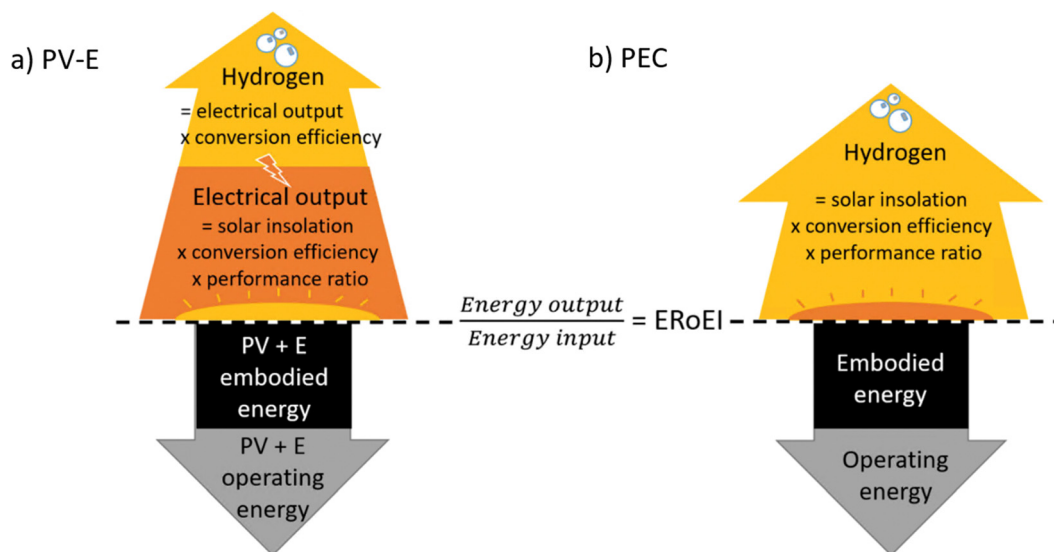 a) PV-E
Hydrogen
= electrical output
x conversion efficiency
Electrical output
= solar insolation
x conversion efficiency
x performance ratio
PV + E
embodied
energy
PV + E
operating
energy
Energy output
Energy input
= ERoEI
b) PEC
Hydrogen
= solar insolation
x conversion efficiency
x performance ratio
Embodied
energy
Operating
energy